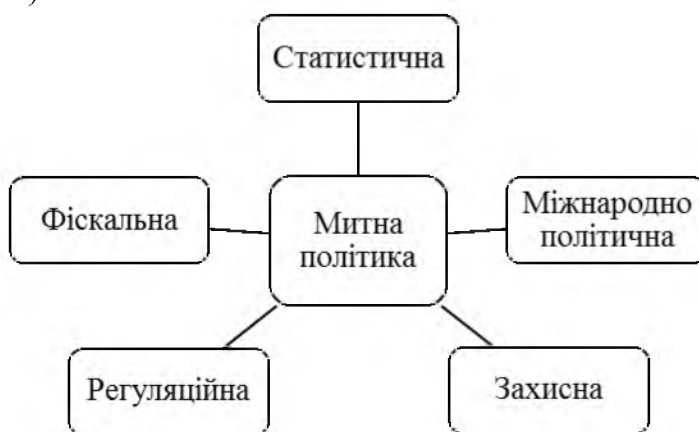 )
Статистична
Фіскальна
Митна
політика
Міжнародно
політична
Регуляційна
Захисна